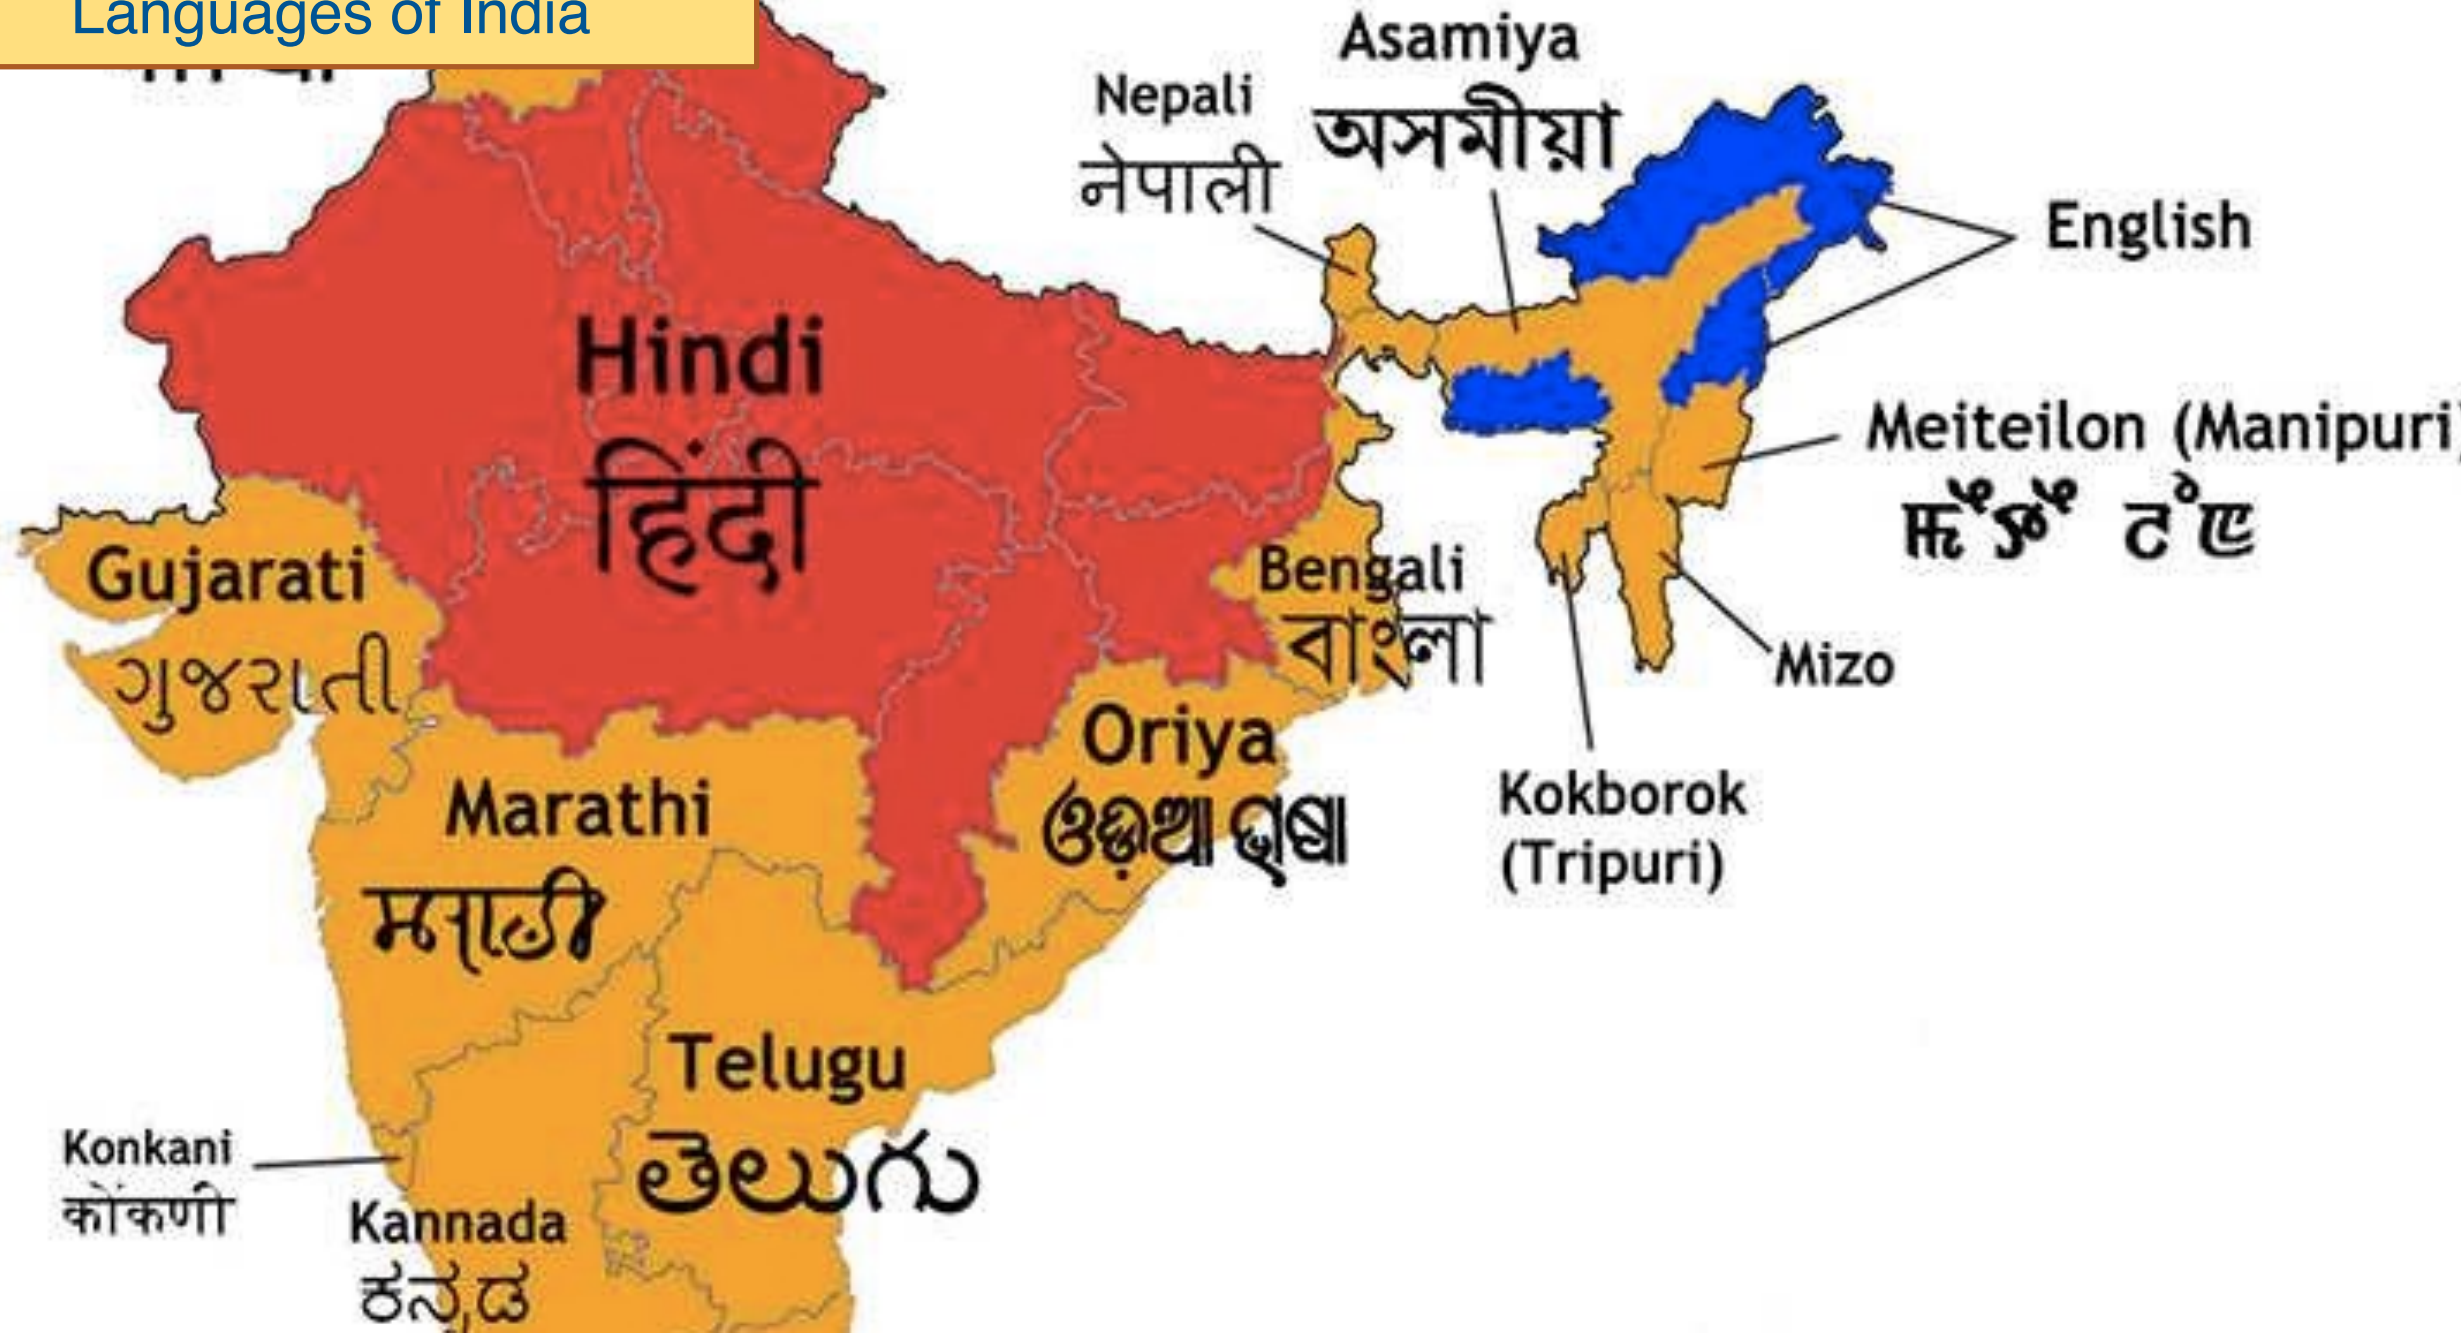 Languages of India
Asamiya
অসমীয়া
Nepali
नेपाली
English
Hindi
हिंदी
Meiteilon (Manipuri)
ꯃꯩꯇꯩ ꯂꯣꯟ
Gujarati
ગુજરાતી
Bengali
বাংলা
Mizo
Oriya
ଓଡ଼ିଆ ଭାଷା
Kokborok
(Tripuri)
Marathi
मराठी
Telugu
తెలుగు
Konkani
कोंकणी
Kannada
ಕನ್ನಡ